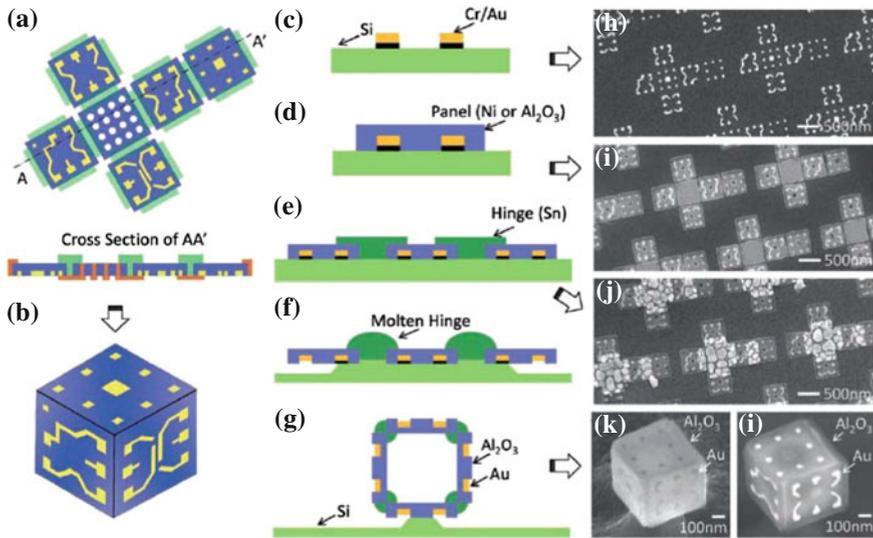 (a)
A'
A
Cross Section of AA'
(b)
(c)
Si
Cr/Au
(d)
Panel (Ni or Al₂O₃)
(e)
Hinge (Sn)
(f)
Molten Hinge
(g)
Al₂O₃
Au
Si
(h)
500nm
(i)
500nm
(j)
500nm
(k)
Al₂O₃
Au
100nm
(i)
Al₂O₃
Au
100nm